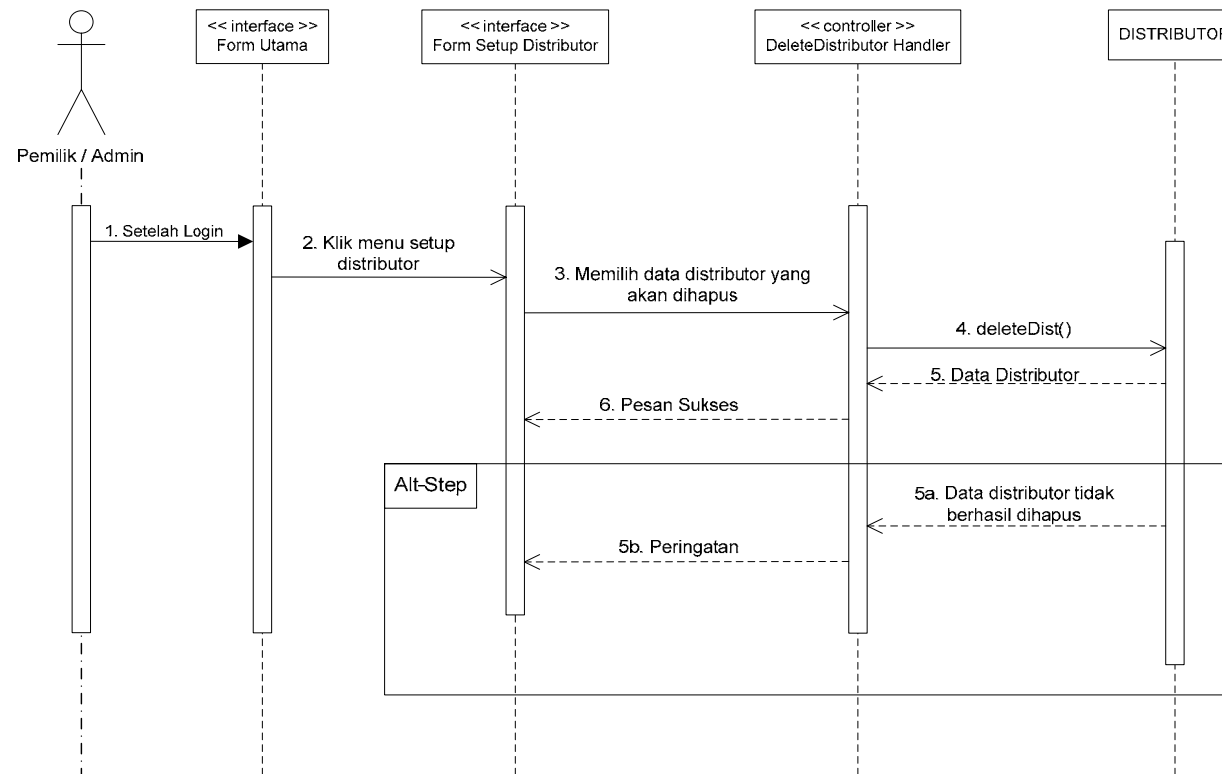 << interface >>
Form Utama
<< interface >>
Form Setup Distributor
<< controller >>
DeleteDistributor Handler
DISTRIBUTOR
Pemilik / Admin
1. Setelah Login
2. Klik menu setup
distributor
3. Memilih data distributor yang
akan dihapus
4. deleteDist()
5. Data Distributor
6. Pesan Sukses
Alt-Step
5a. Data distributor tidak
berhasil dihapus
5b. Peringatan